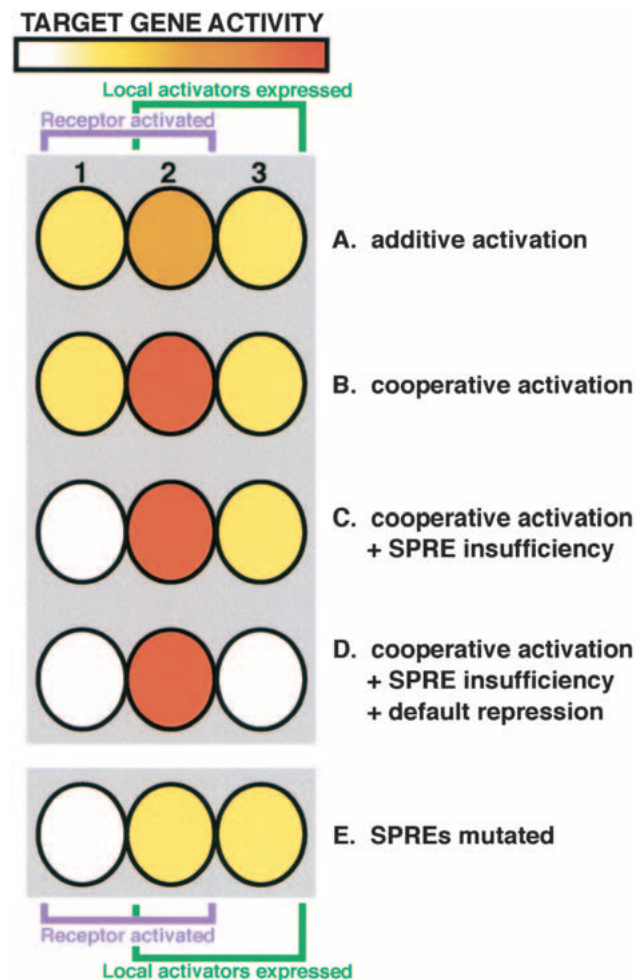 TARGET GENE ACTIVITY
Local activators expressed
Receptor activated
1 2 3
A. additive activation
B. cooperative activation
C. cooperative activation
+ SPRE insufficiency
D. cooperative activation
+ SPRE insufficiency
+ default repression
E. SPREs mutated
Receptor activated
Local activators expressed